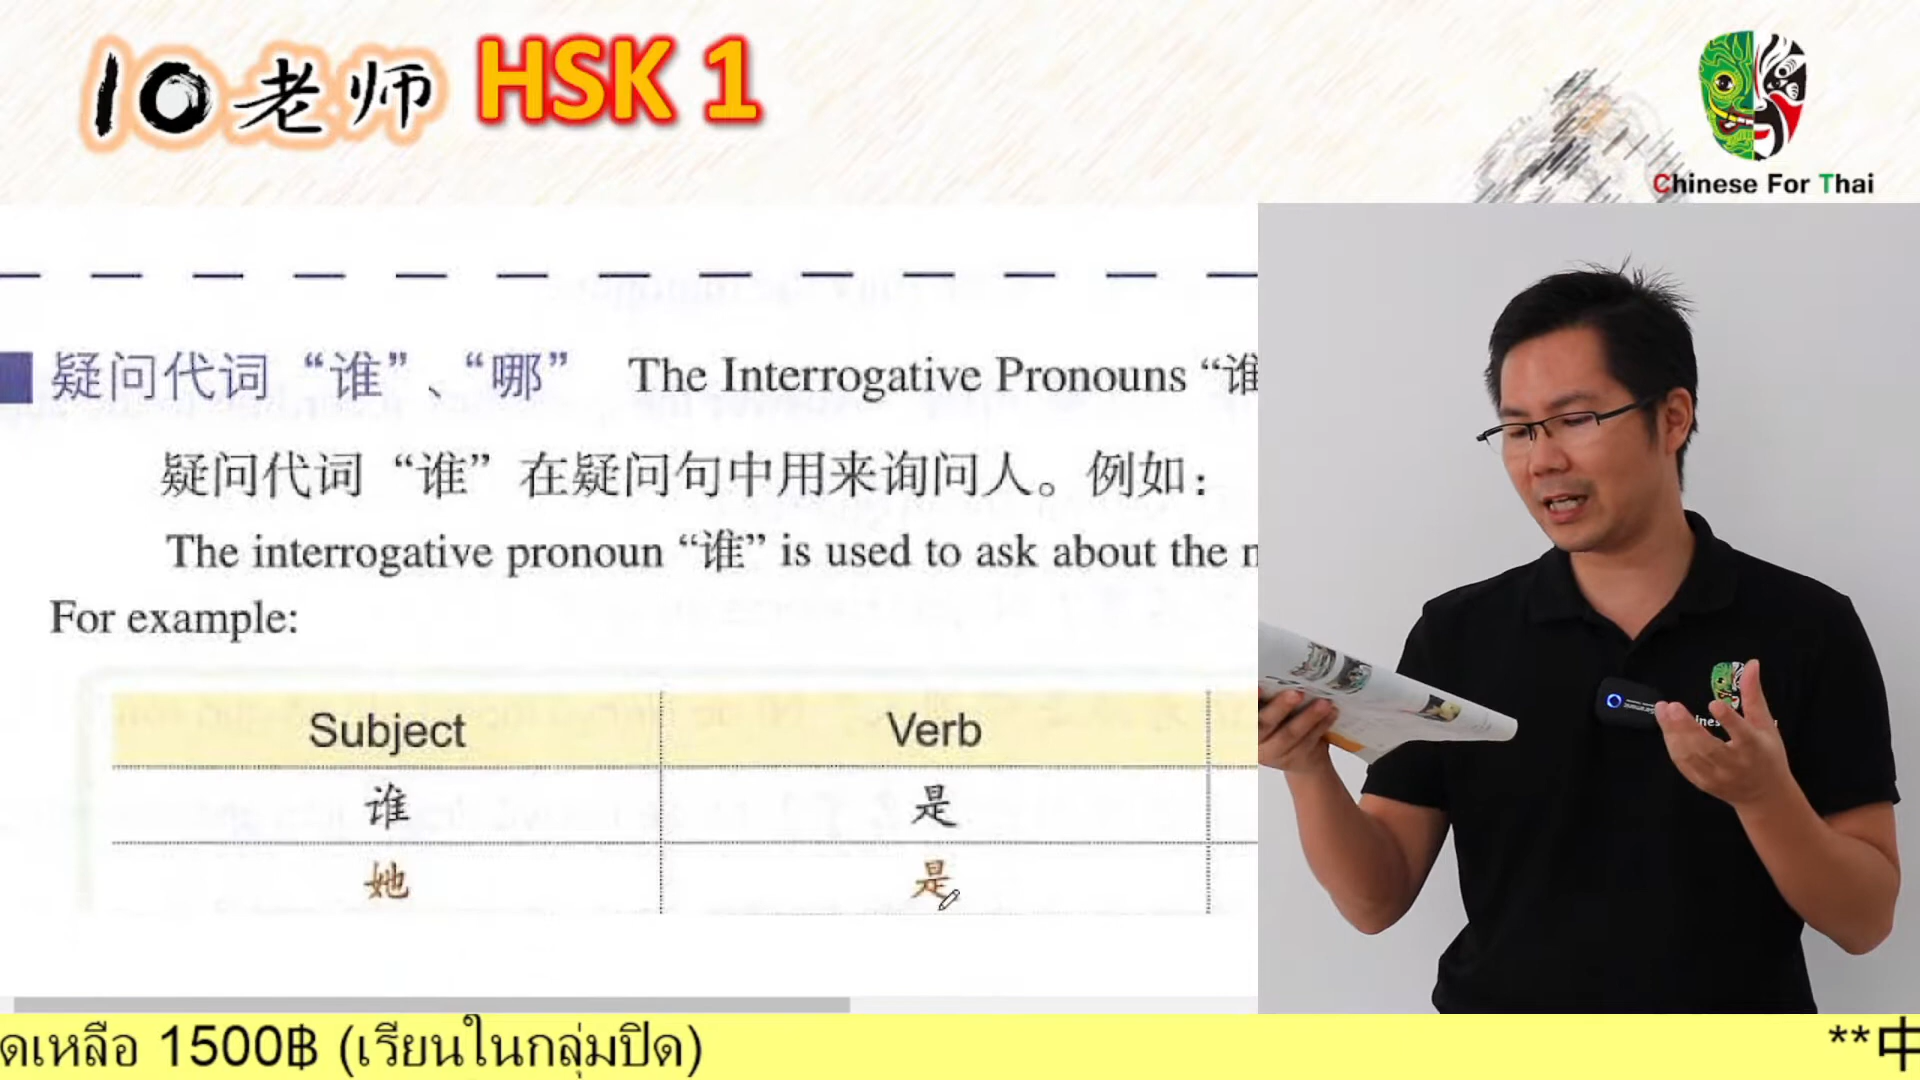 10老师 HSK 1
Chinese For Thai
疑问代词“谁”、“哪” The Interrogative Pronouns “谁
疑问代词“谁”在疑问句中用来询问人。例如：
The interrogative pronoun “谁” is used to ask about the
For example:
Subject Verb
谁 是
她 是
ดเหลือ 1500฿ (เรียนในกลุ่มปิด) **中